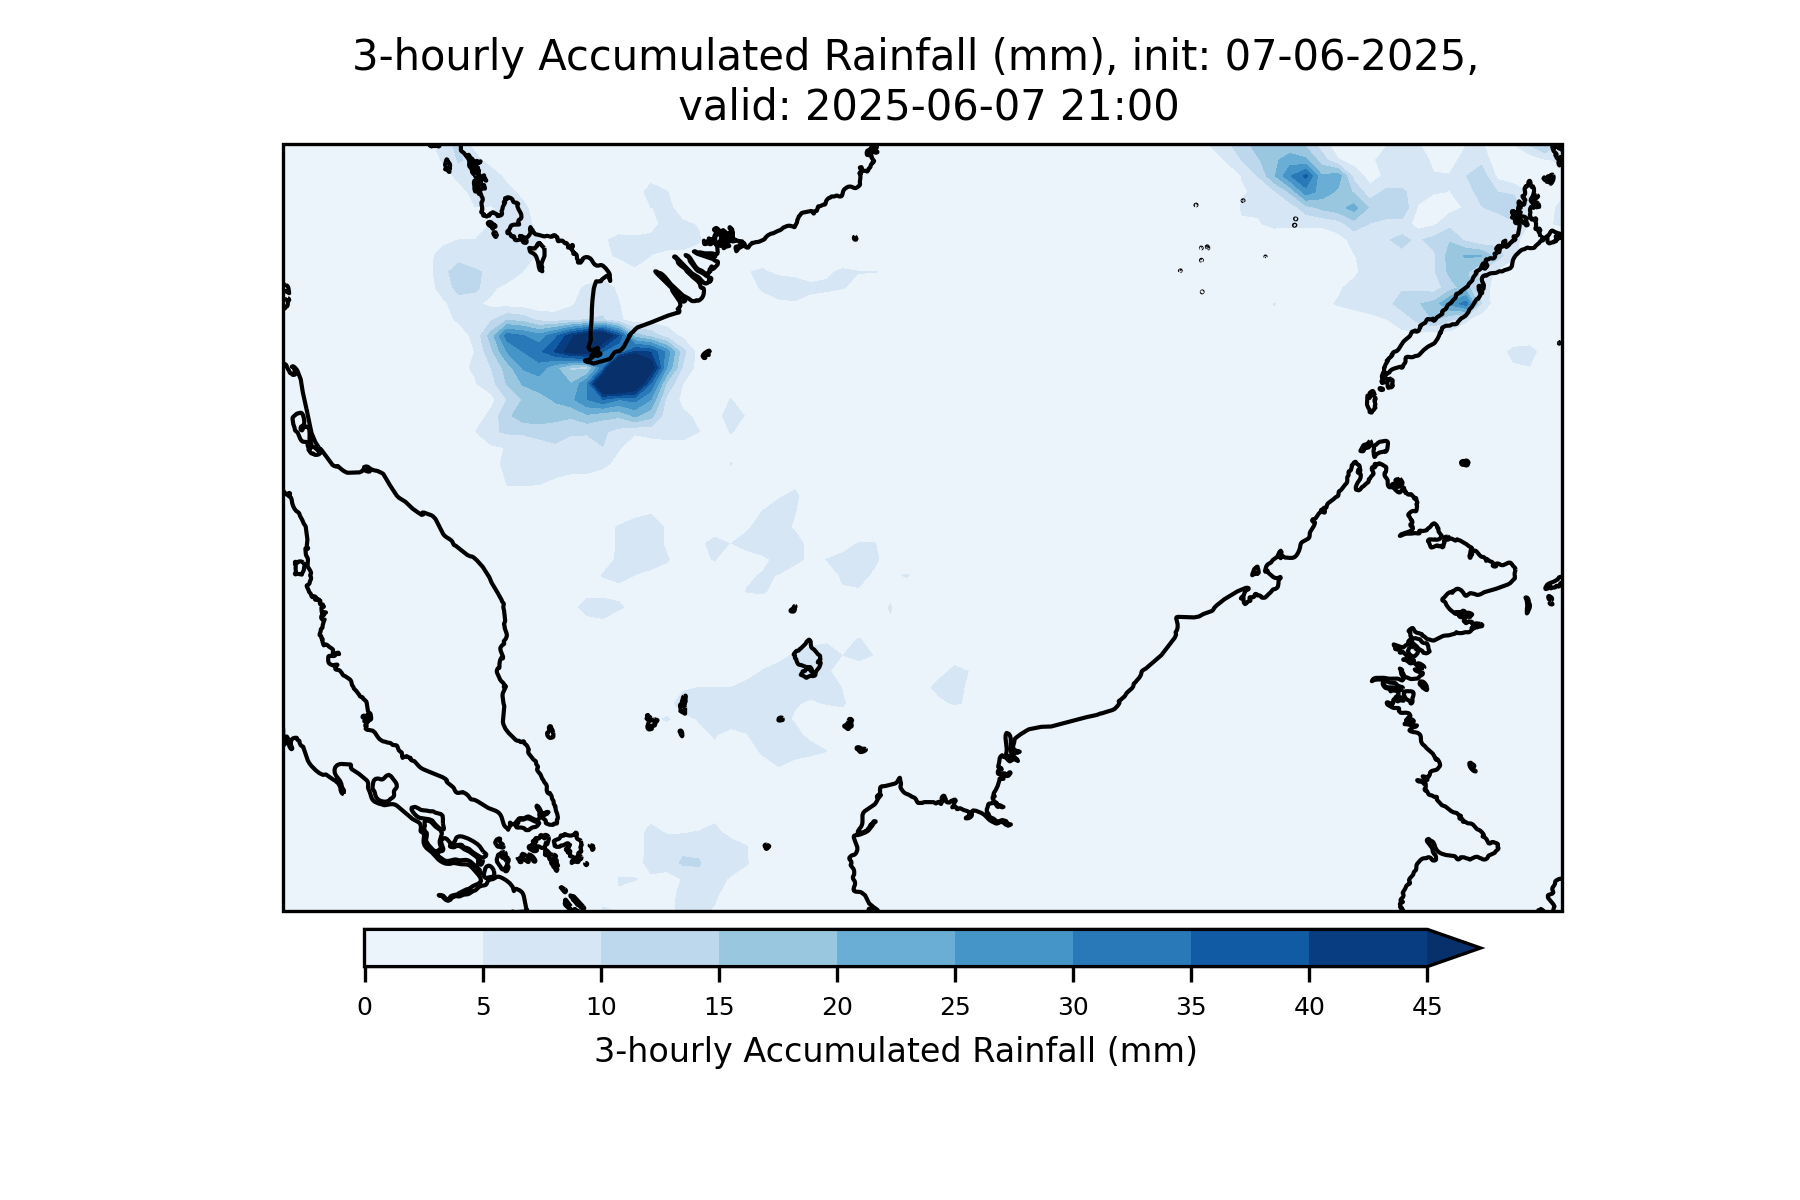 3-hourly Accumulated Rainfall (mm), init: 07-06-2025,
valid: 2025-06-07 21:00
0 5 10 15 20 25 30 35 40 45
3-hourly Accumulated Rainfall (mm)